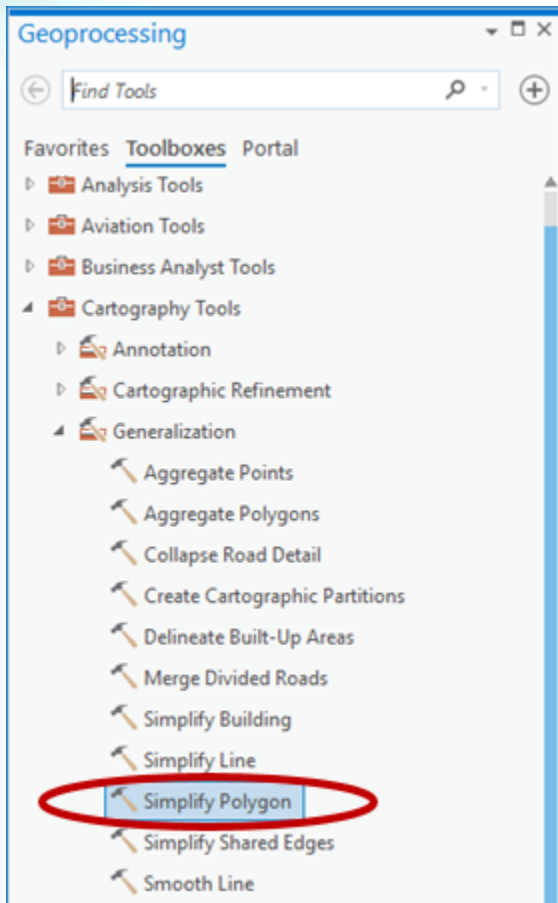 Geoprocessing
Find Tools
Favorites Toolboxes Portal
Analysis Tools
Aviation Tools
Business Analyst Tools
Cartography Tools
Annotation
Cartographic Refinement
Generalization
Aggregate Points
Aggregate Polygons
Collapse Road Detail
Create Cartographic Partitions
Delineate Built-Up Areas
Merge Divided Roads
Simplify Building
Simplify Line
Simplify Polygon
Simplify Shared Edges
Smooth Line